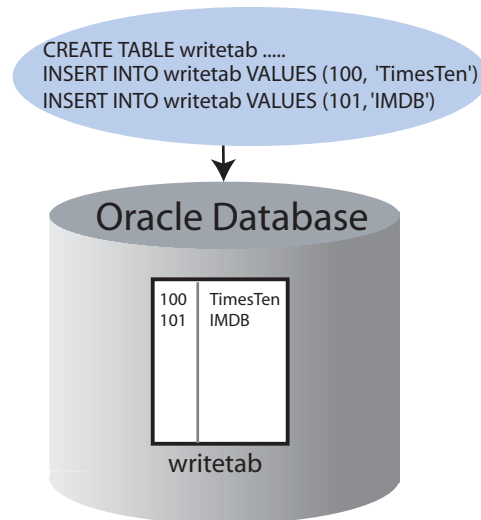 CREATE TABLE writetab .....
INSERT INTO writetab VALUES (100, 'TimesTen')
INSERT INTO writetab VALUES (101, 'IMDB')
Oracle Database
100 TimesTen
101 IMDB
writetab